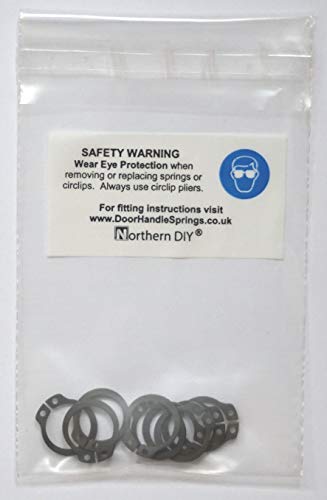 SAFETY WARNING
Wear Eye Protection when
removing or replacing springs or
circlips. Always use circlip pliers.
For fitting instructions visit
www.DoorHandleSprings.co.uk
Northern DIY®